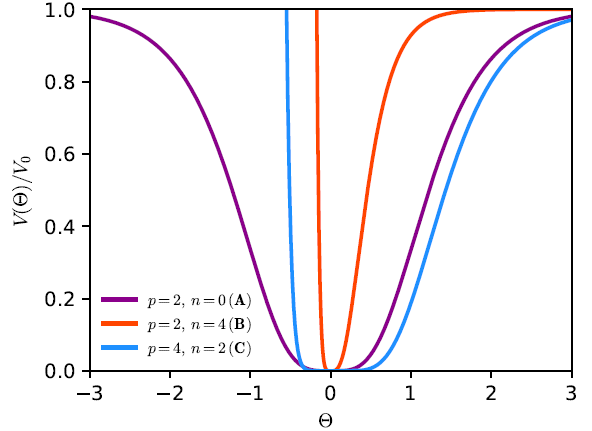 1.0
0.8
0.6
0.4
0.2
0.0
V(Θ)/V₀
p = 2, n = 0 (A)
p = 2, n = 4 (B)
p = 4, n = 2 (C)
−3 −2 −1 0 1 2 3
Θ